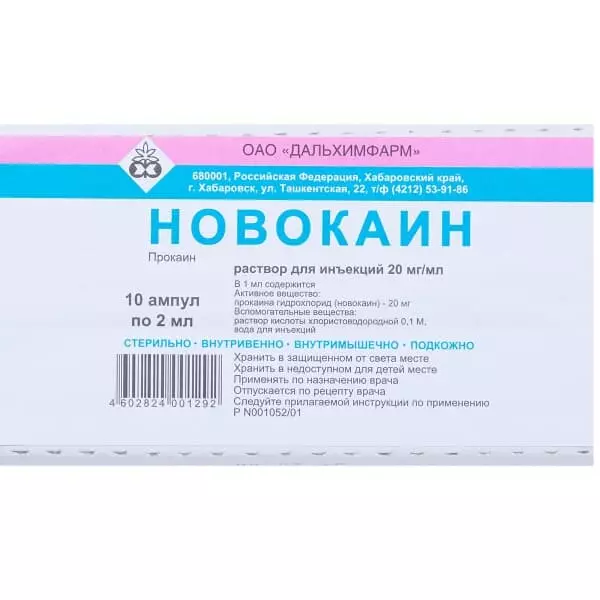 ОАО «ДАЛЬХИМФАРМ»
680001, Российская Федерация, Хабаровский край,
г. Хабаровск, ул. Ташкентская, 22, т/ф (4212) 53-91-86
НОВОКАИН
Прокаин
раствор для инъекций 20 мг/мл
10 ампул
по 2 мл
В 1 мл содержится
Активное вещество:
прокаина гидрохлорид (новокаин) - 20 мг
Вспомогательные вещества:
раствор кислоты хлористоводородной 0,1 М,
вода для инъекций
СТЕРИЛЬНО · ВНУТРИВЕННО · ВНУТРИМЫШЕЧНО · ПОДКОЖНО
Хранить в защищенном от света месте
Хранить в недоступном для детей месте
Применять по назначению врача
Отпускается по рецепту врача
Следуйте прилагаемой инструкции по применению
Р N001052/01
4 602824 001292